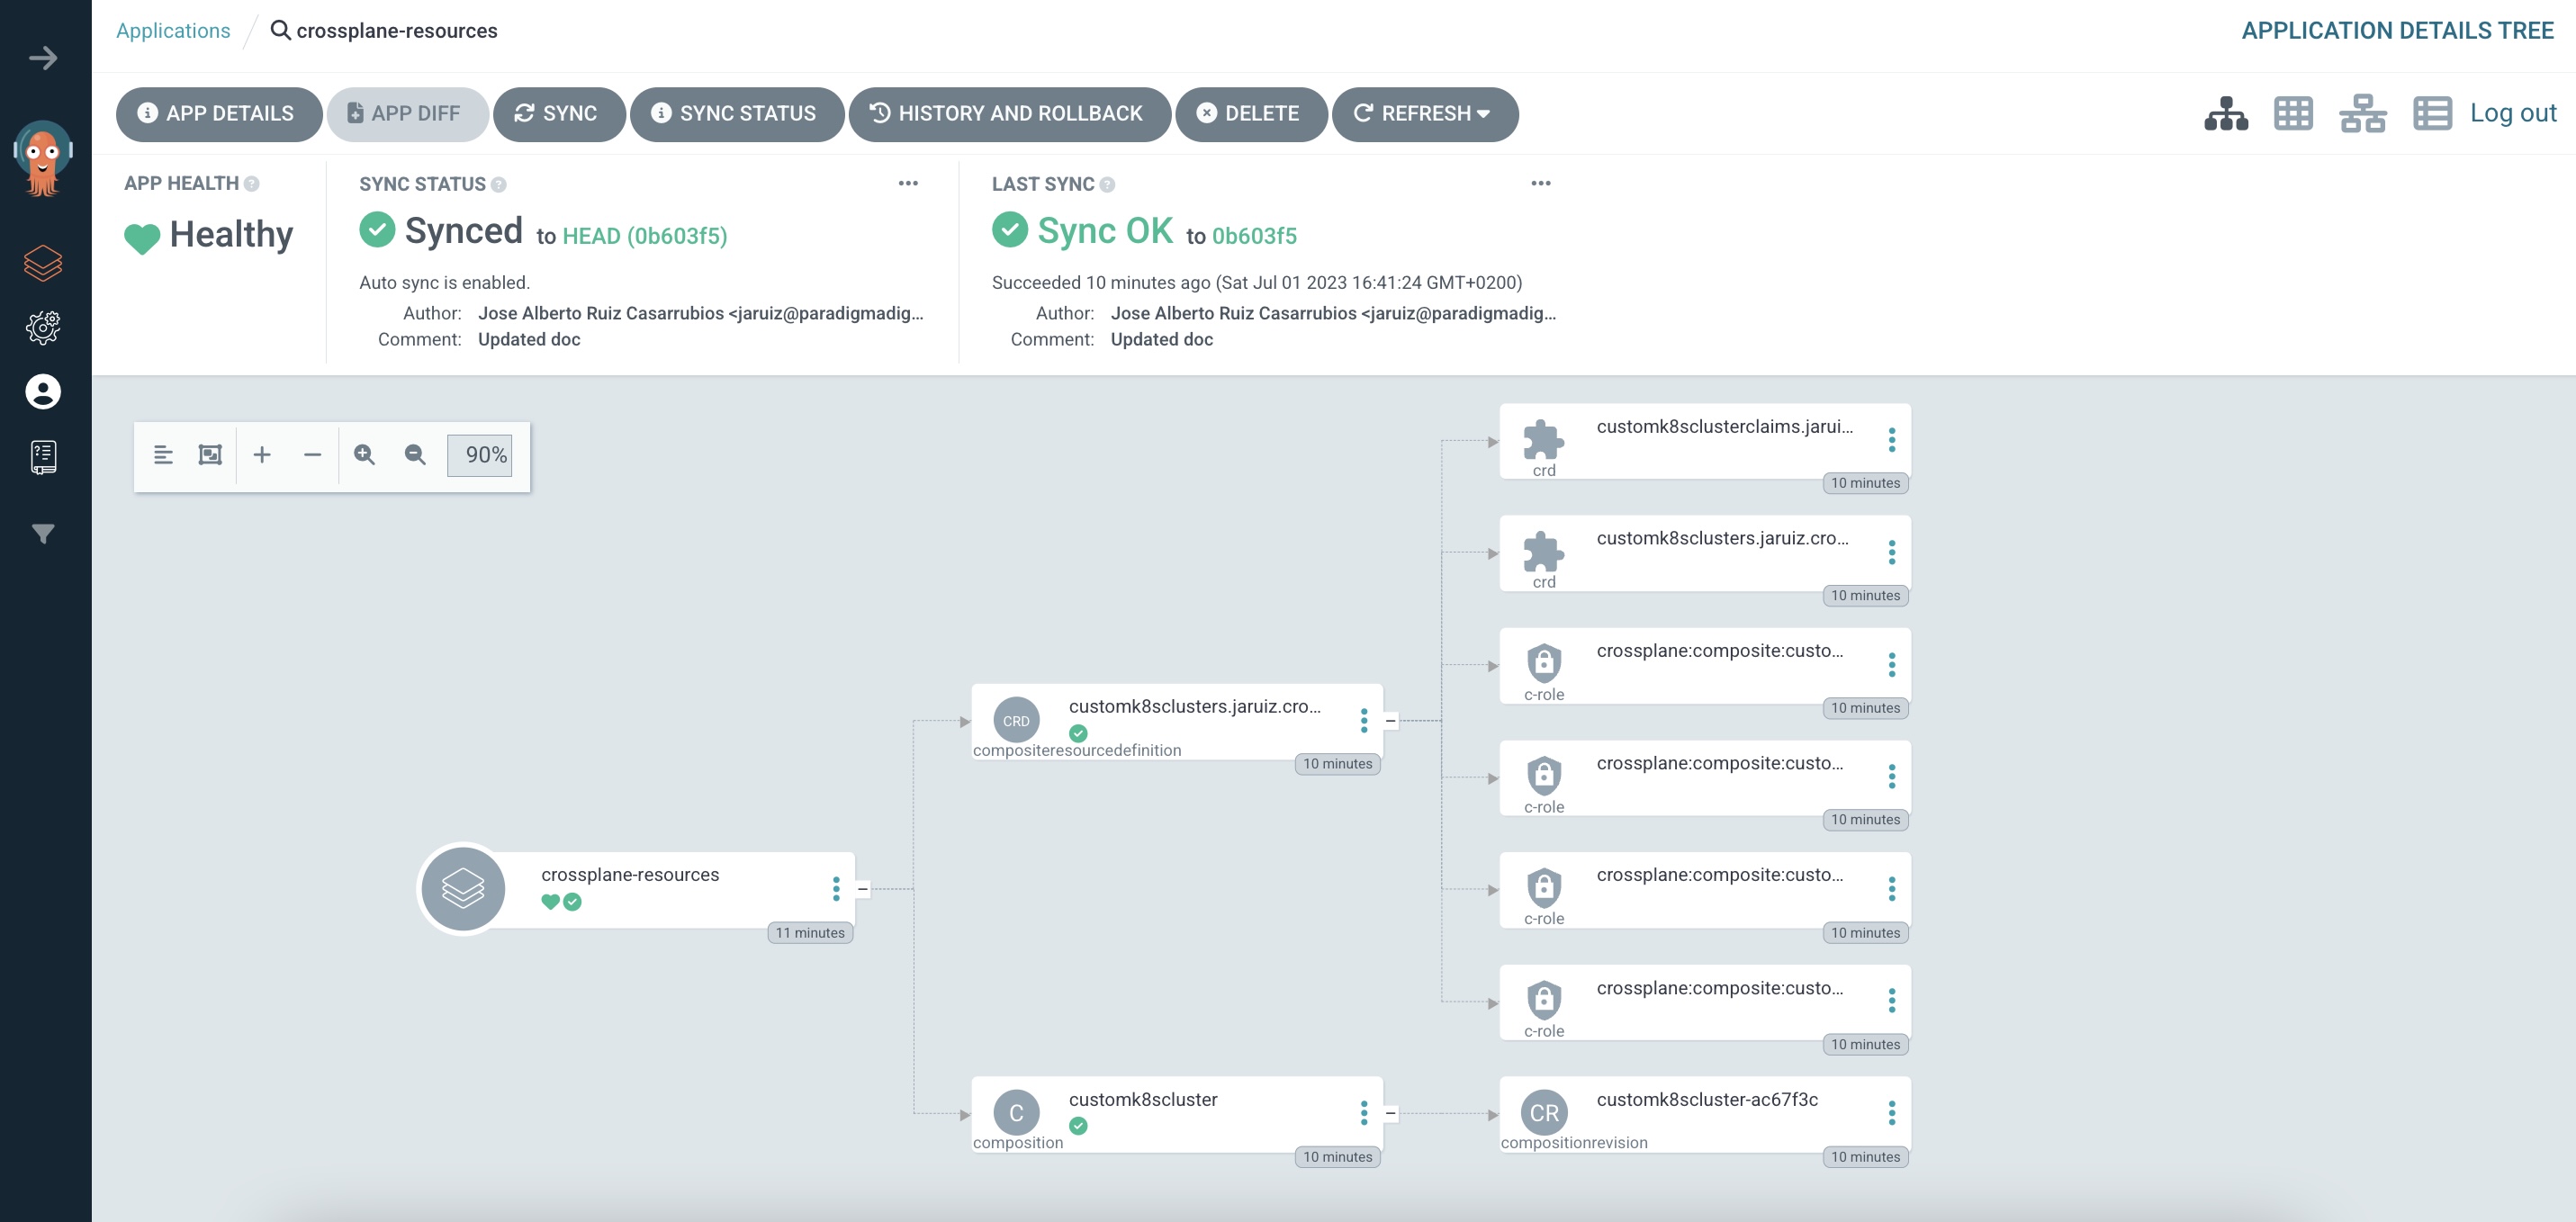 Applications / crossplane-resources
APPLICATION DETAILS TREE
APP DETAILS
APP DIFF
SYNC
SYNC STATUS
HISTORY AND ROLLBACK
DELETE
REFRESH
Log out
APP HEALTH ?
Healthy
SYNC STATUS ?
Synced to HEAD (0b603f5)
Auto sync is enabled.
Author: Jose Alberto Ruiz Casarrubios <jaruiz@paradigmadig...
Comment: Updated doc
LAST SYNC ?
Sync OK to 0b603f5
Succeeded 10 minutes ago (Sat Jul 01 2023 16:41:24 GMT+0200)
Author: Jose Alberto Ruiz Casarrubios <jaruiz@paradigmadig...
Comment: Updated doc
90%
crossplane-resources
11 minutes
CRD
customk8sclusters.jaruiz.cro...
compositeresourcedefinition
10 minutes
C
customk8scluster
composition
10 minutes
customk8sclusterclaims.jarui...
crd
10 minutes
customk8sclusters.jaruiz.cro...
crd
10 minutes
crossplane:composite:custo...
c-role
10 minutes
crossplane:composite:custo...
c-role
10 minutes
crossplane:composite:custo...
c-role
10 minutes
crossplane:composite:custo...
c-role
10 minutes
CR
customk8scluster-ac67f3c
compositionrevision
10 minutes